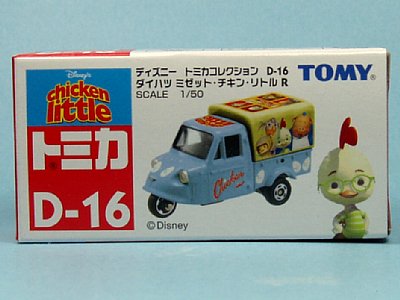 Disney's
chicken
little
トミカ
D-16
ディズニー トミカコレクション D-16
ダイハツ ミゼット・チキン・リトル R
SCALE 1/50
TOMY
©Disney